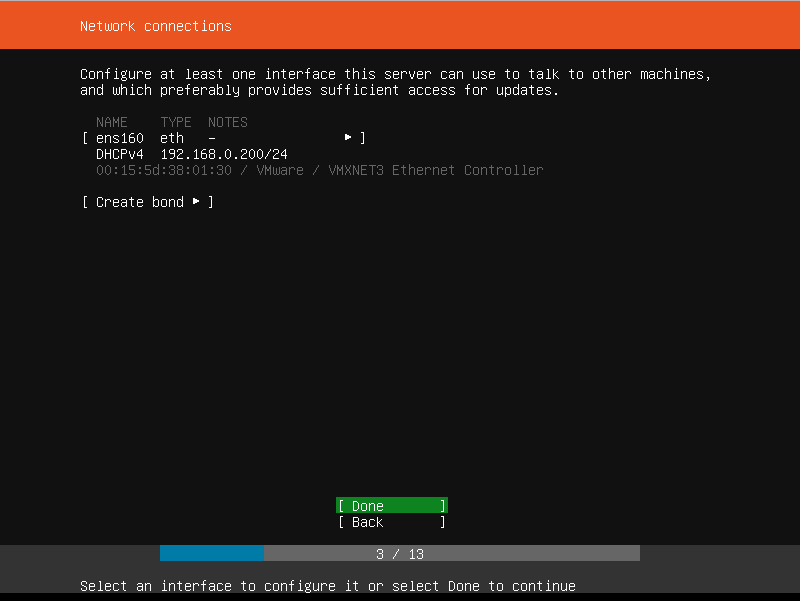 Network connections
Configure at least one interface this server can use to talk to other machines,
and which preferably provides sufficient access for updates.
NAME TYPE NOTES
[ ens160 eth - ▸ ]
DHCPv4 192.168.0.200/24
00:15:5d:38:01:30 / VMware / VMXNET3 Ethernet Controller
[ Create bond ▸ ]
[ Done ]
[ Back ]
3 / 13
Select an interface to configure it or select Done to continue